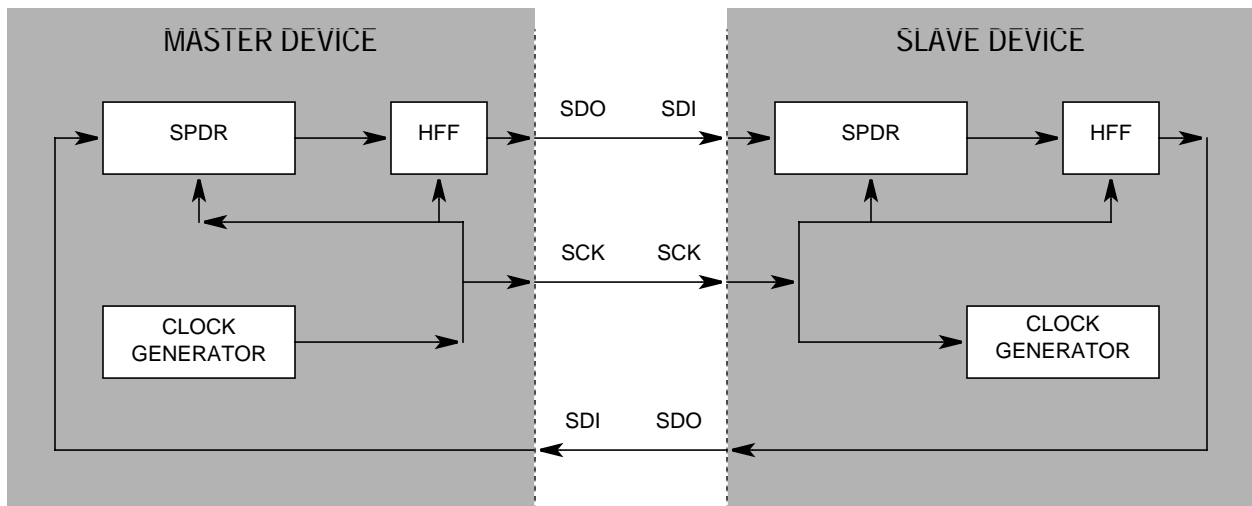 MASTER DEVICE
SLAVE DEVICE
SPDR
HFF
SDO
SDI
SPDR
HFF
SCK
SCK
CLOCK
GENERATOR
CLOCK
GENERATOR
SDI
SDO